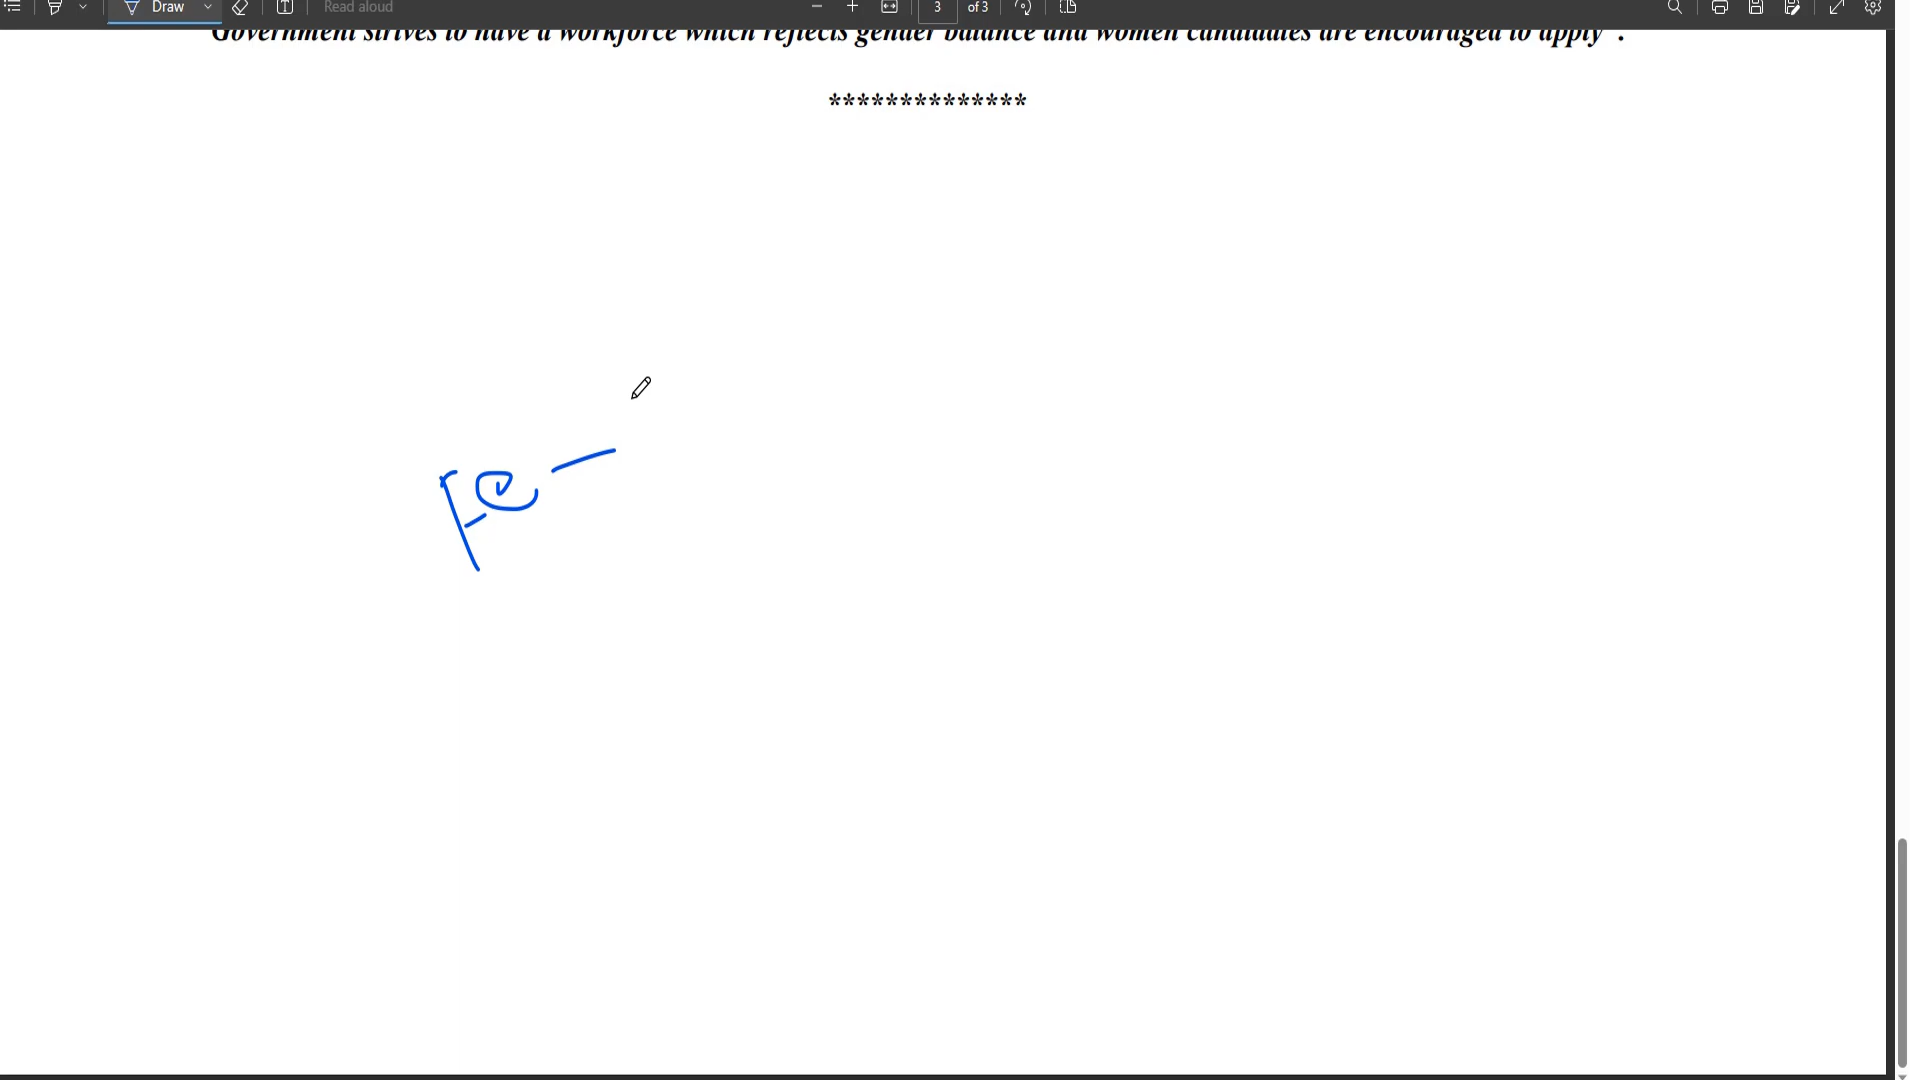 Draw Read aloud 3 of 3
Government strives to have a workforce which reflects gender balance and women candidates are encouraged to apply".
**************
Fe —